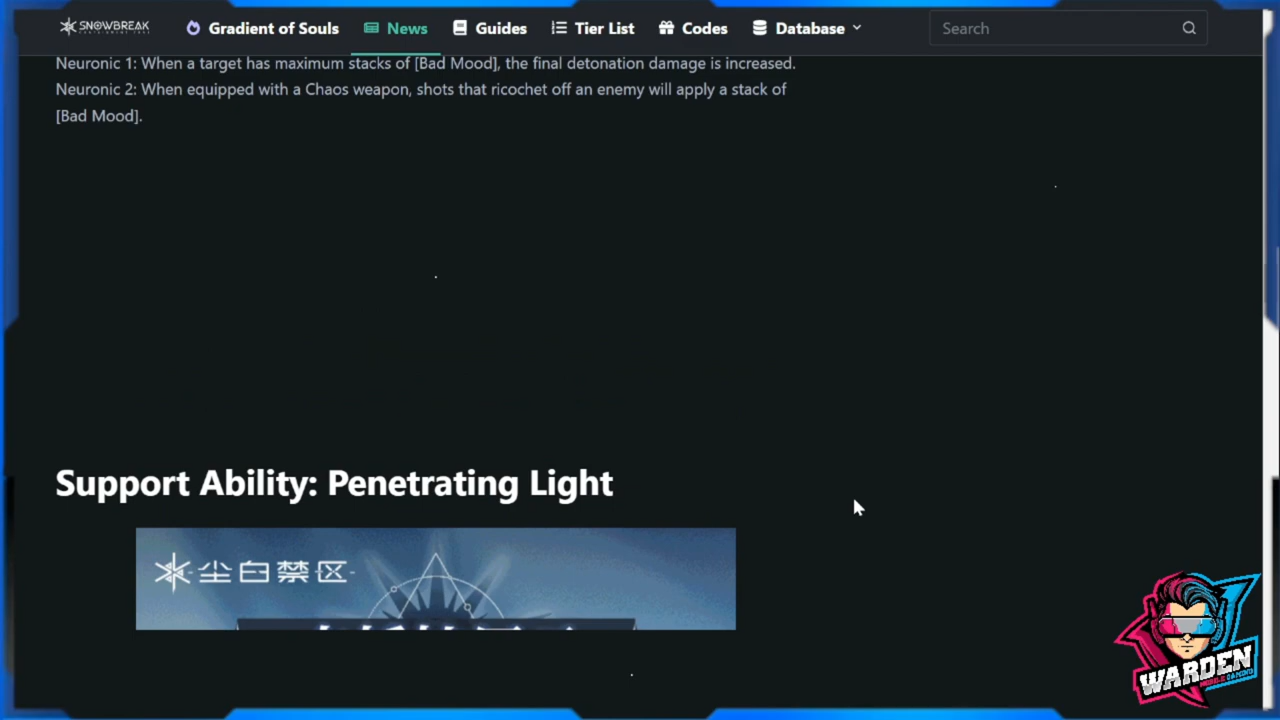 SNOWBREAK
Gradient of Souls
News
Guides
Tier List
Codes
Database
Search
Neuronic 1: When a target has maximum stacks of [Bad Mood], the final detonation damage is increased.
Neuronic 2: When equipped with a Chaos weapon, shots that ricochet off an enemy will apply a stack of
[Bad Mood].
Support Ability: Penetrating Light
尘白禁区
WARDEN
MOBILE GAMING